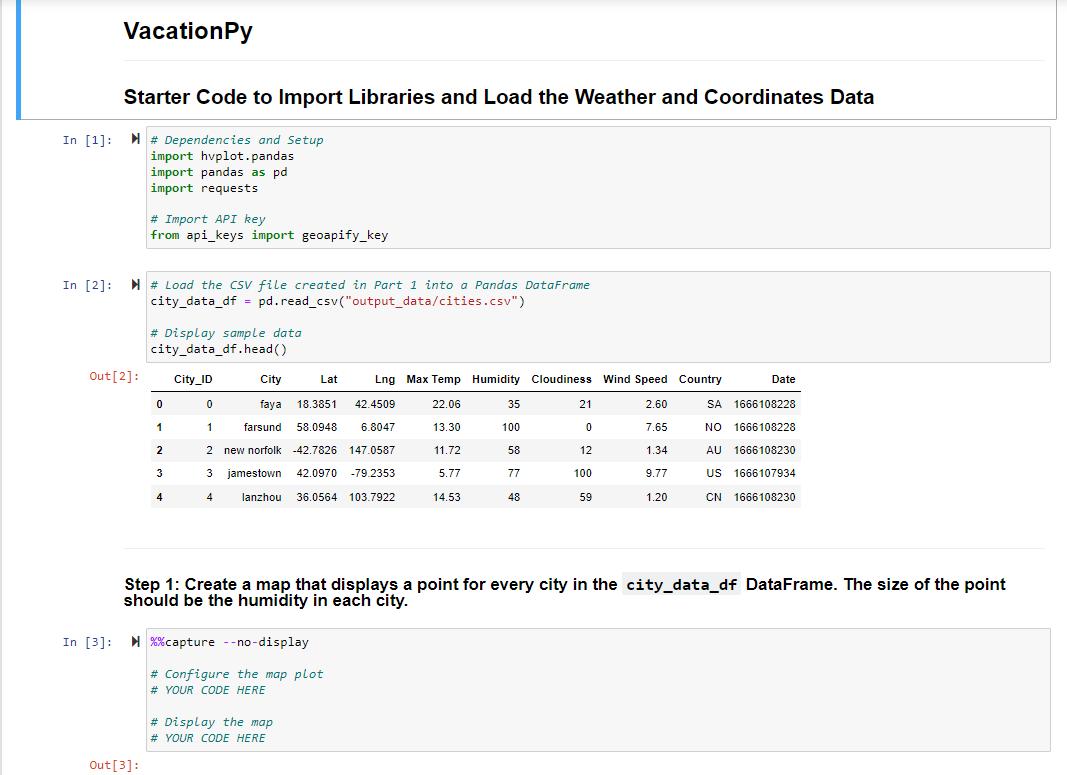 VacationPy
Starter Code to Import Libraries and Load the Weather and Coordinates Data
In [1]:
# Dependencies and Setup
import hvplot.pandas
import pandas as pd
import requests
# Import API key
from api_keys import geoapify_key
In [2]:
# Load the CSV file created in Part 1 into a Pandas DataFrame
city_data_df = pd.read_csv("output_data/cities.csv")
# Display sample data
city_data_df.head()
Out[2]:
City_ID City Lat Lng Max Temp Humidity Cloudiness Wind Speed Country Date
0 0 faya 18.3851 42.4509 22.06 35 21 2.60 SA 1666108228
1 1 farsund 58.0948 6.8047 13.30 100 0 7.65 NO 1666108228
2 2 new norfolk -42.7826 147.0587 11.72 58 12 1.34 AU 1666108230
3 3 jamestown 42.0970 -79.2353 5.77 77 100 9.77 US 1666107934
4 4 lanzhou 36.0564 103.7922 14.53 48 59 1.20 CN 1666108230
Step 1: Create a map that displays a point for every city in the city_data_df DataFrame. The size of the point
should be the humidity in each city.
In [3]:
%%capture --no-display
# Configure the map plot
# YOUR CODE HERE
# Display the map
# YOUR CODE HERE
Out[3]: